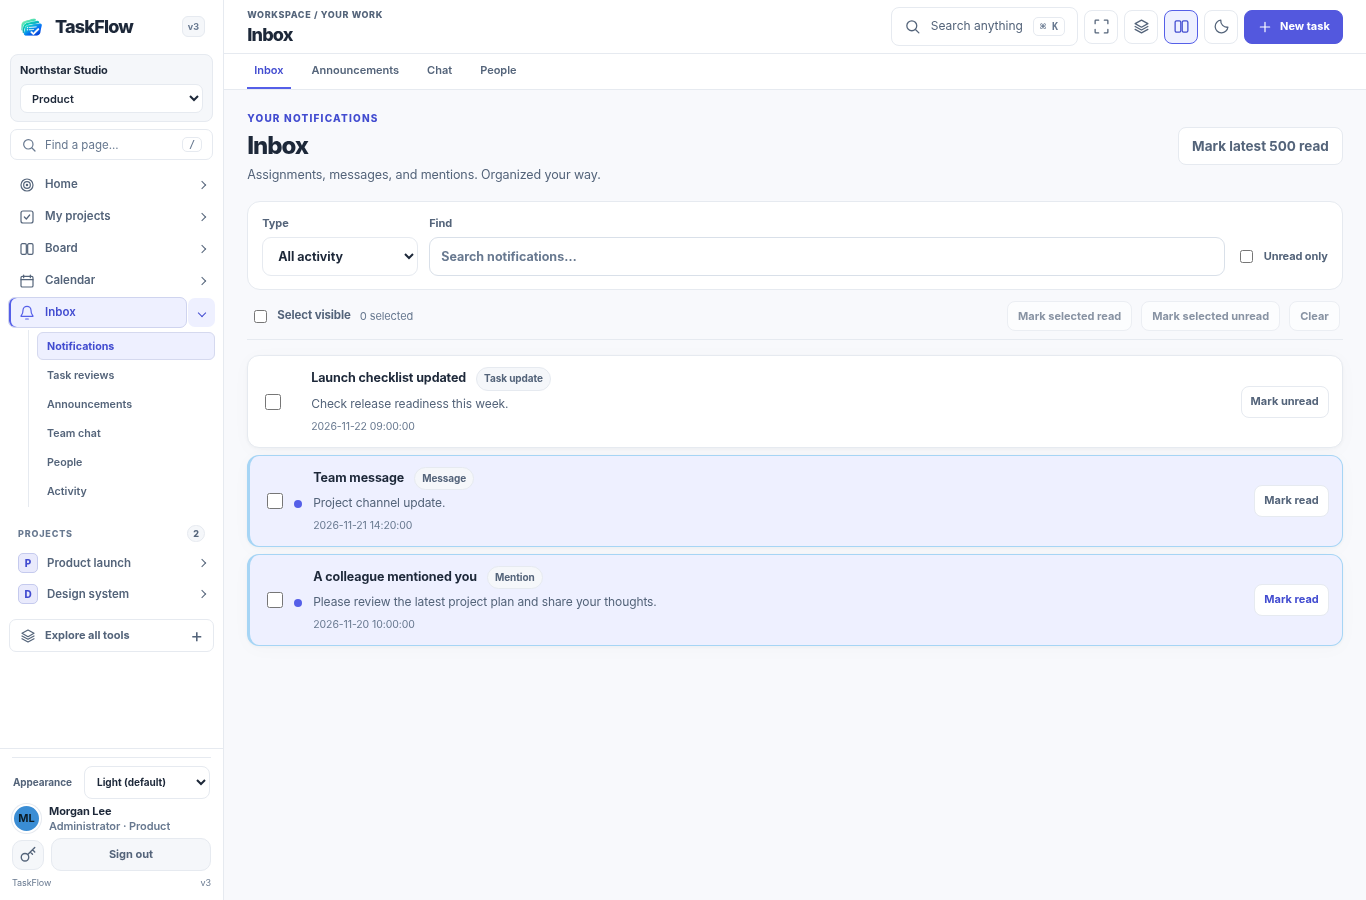 TaskFlow
v3
Northstar Studio
Product
Find a page...
/
Home
My projects
Board
Calendar
Inbox
Notifications
Task reviews
Announcements
Team chat
People
Activity
PROJECTS
2
P Product launch
D Design system
Explore all tools +
Appearance Light (default)
ML
Morgan Lee
Administrator · Product
Sign out
TaskFlow v3
WORKSPACE / YOUR WORK
Inbox
Search anything ⌘ K
+ New task
Inbox Announcements Chat People
YOUR NOTIFICATIONS
Inbox
Assignments, messages, and mentions. Organized your way.
Mark latest 500 read
Type Find
All activity Search notifications... Unread only
Select visible 0 selected Mark selected read Mark selected unread Clear
Launch checklist updated Task update
Check release readiness this week.
2026-11-22 09:00:00
Mark unread
Team message Message
Project channel update.
2026-11-21 14:20:00
Mark read
A colleague mentioned you Mention
Please review the latest project plan and share your thoughts.
2026-11-20 10:00:00
Mark read